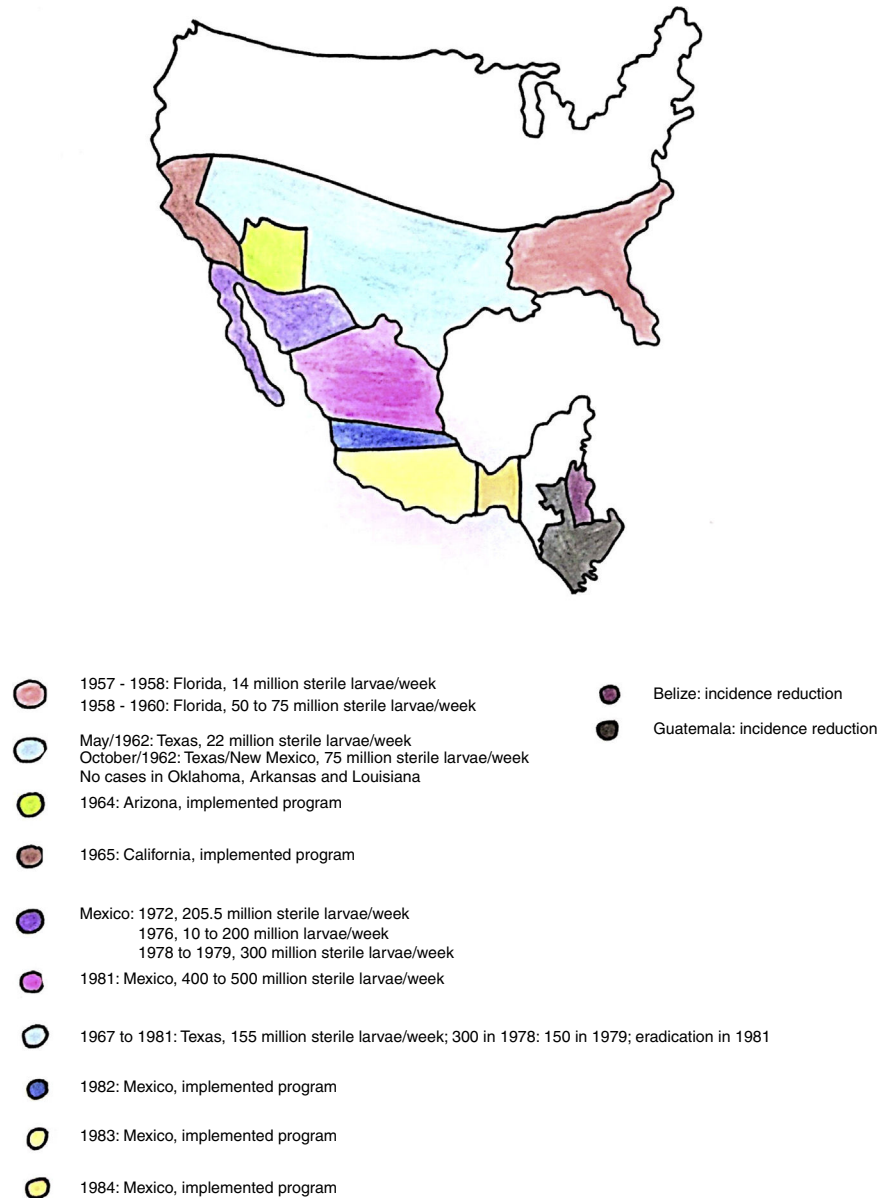 1957 - 1958: Florida, 14 million sterile larvae/week
1958 - 1960: Florida, 50 to 75 million sterile larvae/week
May/1962: Texas, 22 million sterile larvae/week
October/1962: Texas/New Mexico, 75 million sterile larvae/week
No cases in Oklahoma, Arkansas and Louisiana
1964: Arizona, implemented program
1965: California, implemented program
Mexico: 1972, 205.5 million sterile larvae/week
1976, 10 to 200 million larvae/week
1978 to 1979, 300 million sterile larvae/week
1981: Mexico, 400 to 500 million sterile larvae/week
1967 to 1981: Texas, 155 million sterile larvae/week; 300 in 1978: 150 in 1979; eradication in 1981
1982: Mexico, implemented program
1983: Mexico, implemented program
1984: Mexico, implemented program
Belize: incidence reduction
Guatemala: incidence reduction